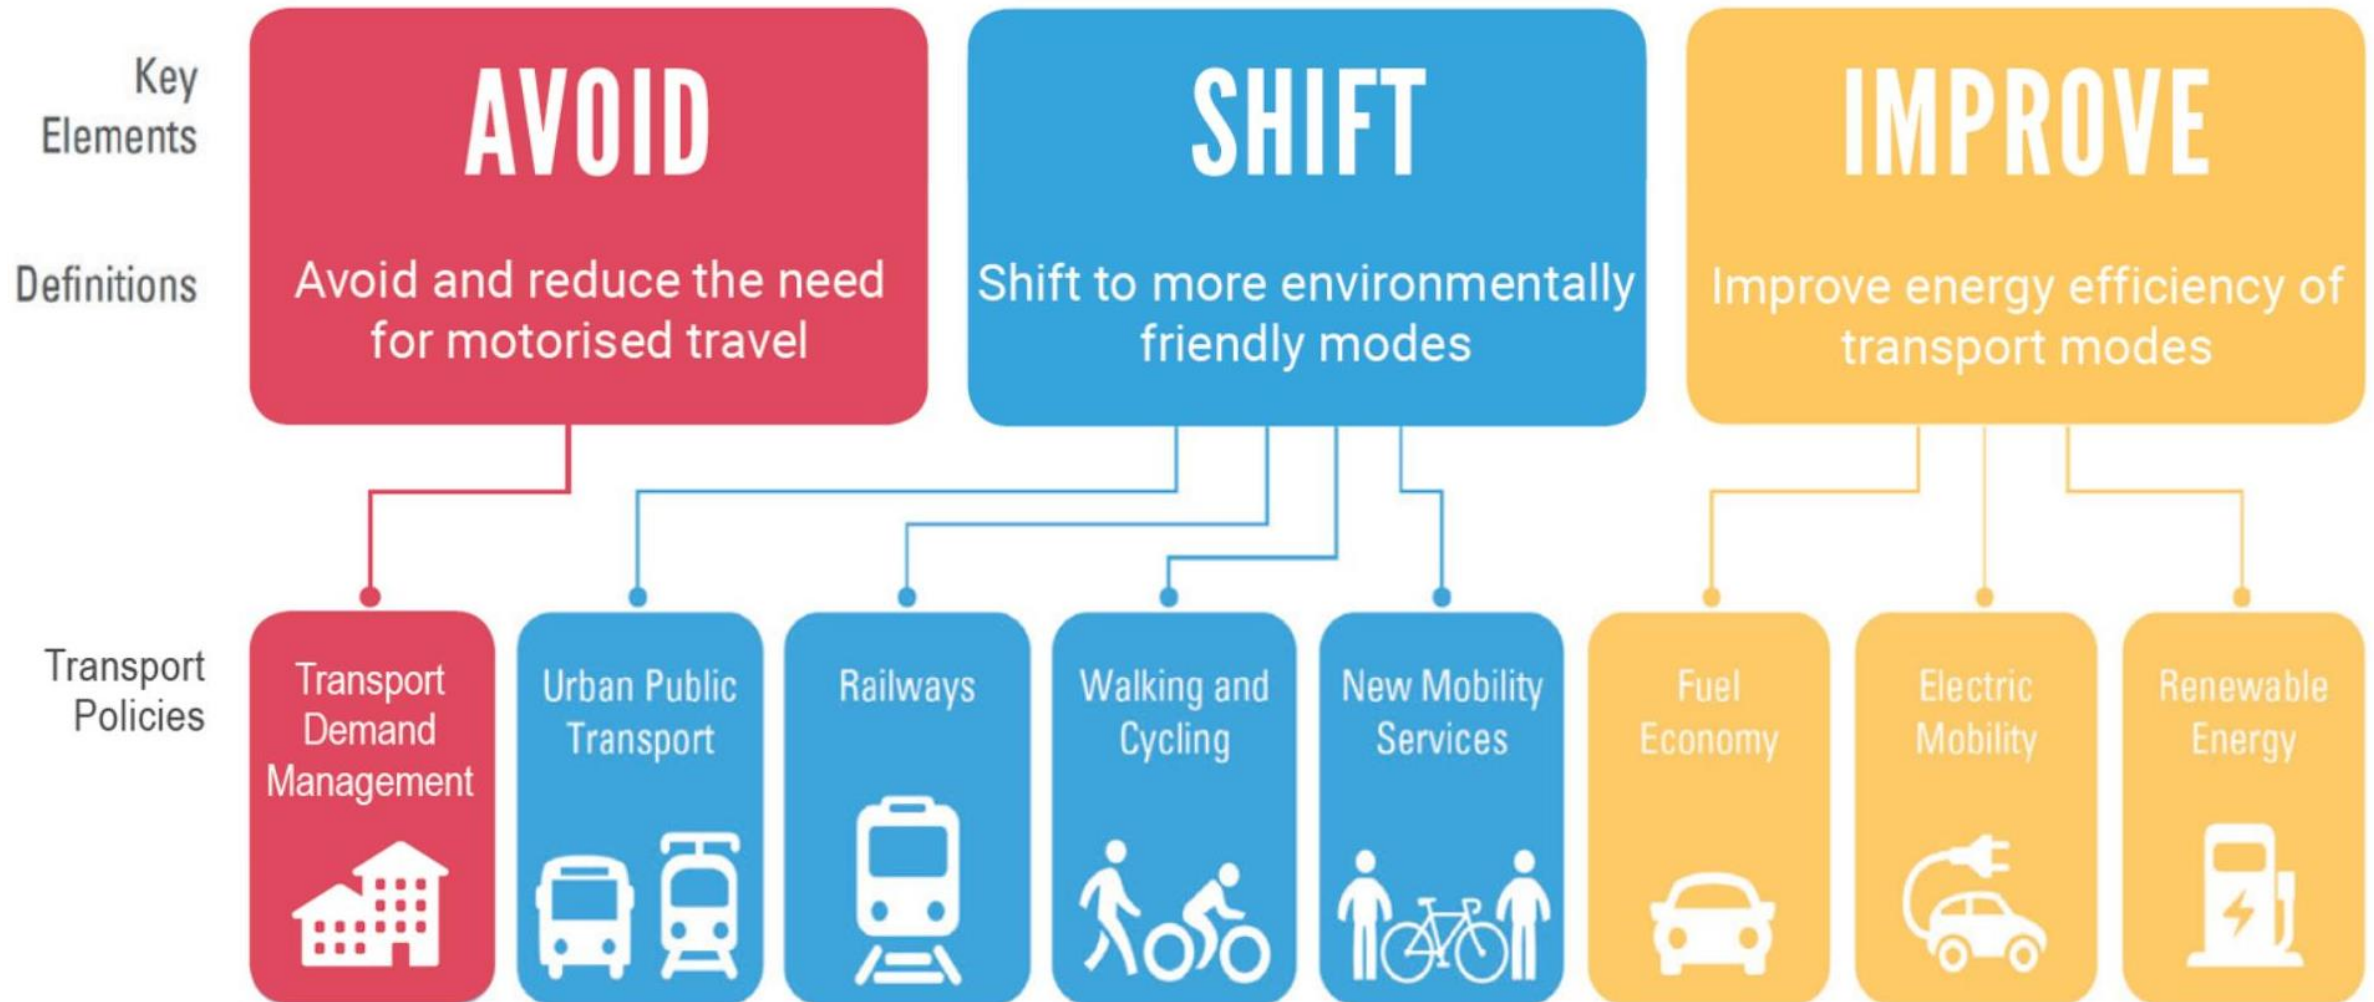 Key
Elements
AVOID
SHIFT
IMPROVE
Definitions
Avoid and reduce the need
for motorised travel
Shift to more environmentally
friendly modes
Improve energy efficiency of
transport modes
Transport
Policies
Transport
Demand
Management
Urban Public
Transport
Railways
Walking and
Cycling
New Mobility
Services
Fuel
Economy
Electric
Mobility
Renewable
Energy